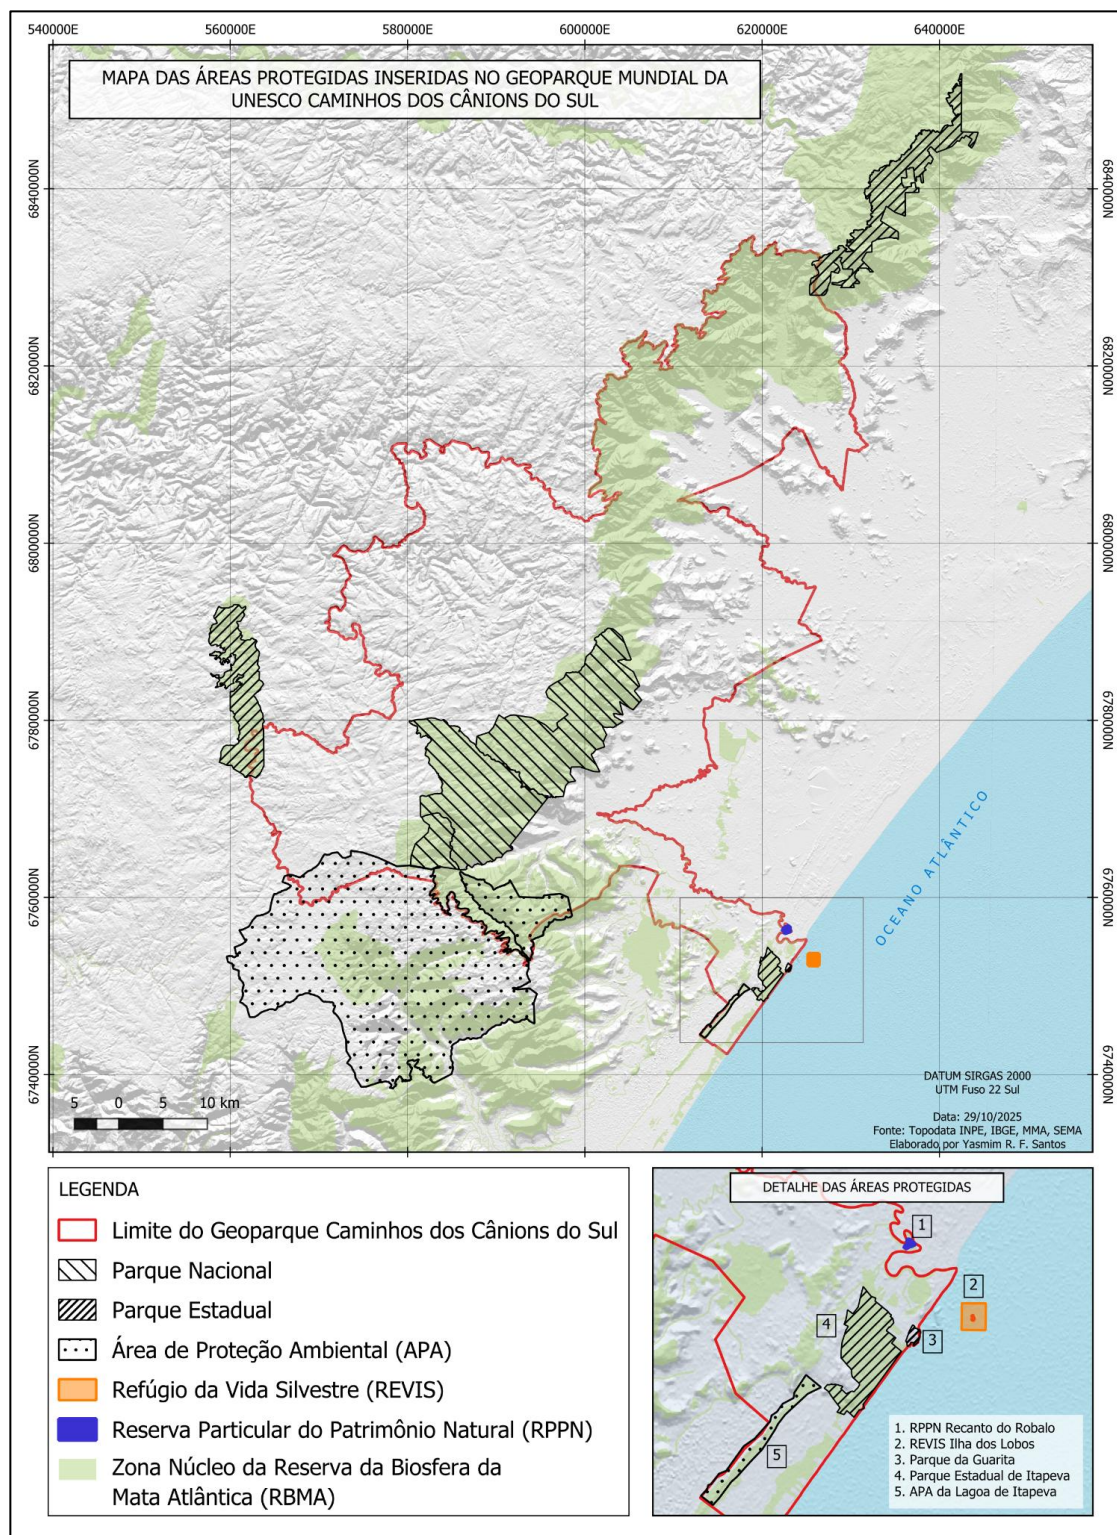 540000E 560000E 580000E 600000E 620000E 640000E
MAPA DAS ÁREAS PROTEGIDAS INSERIDAS NO GEOPARQUE MUNDIAL DA
UNESCO CAMINHOS DOS CÂNIONS DO SUL
6840000N 6840000N
6820000N 6820000N
6800000N 6800000N
6780000N 6780000N
6760000N 6760000N
6740000N 6740000N
OCEANO ATLÂNTICO
5 0 5 10 km
DATUM SIRGAS 2000
UTM Fuso 22 Sul
Data: 29/10/2025
Fonte: Topodata INPE, IBGE, MMA, SEMA
Elaborado por Yasmim R. F. Santos
LEGENDA
Limite do Geoparque Caminhos dos Cânions do Sul
Parque Nacional
Parque Estadual
Área de Proteção Ambiental (APA)
Refúgio da Vida Silvestre (REVIS)
Reserva Particular do Patrimônio Natural (RPPN)
Zona Núcleo da Reserva da Biosfera da
Mata Atlântica (RBMA)
DETALHE DAS ÁREAS PROTEGIDAS
1
2
3
4
5
1. RPPN Recanto do Robalo
2. REVIS Ilha dos Lobos
3. Parque da Guarita
4. Parque Estadual de Itapeva
5. APA da Lagoa de Itapeva